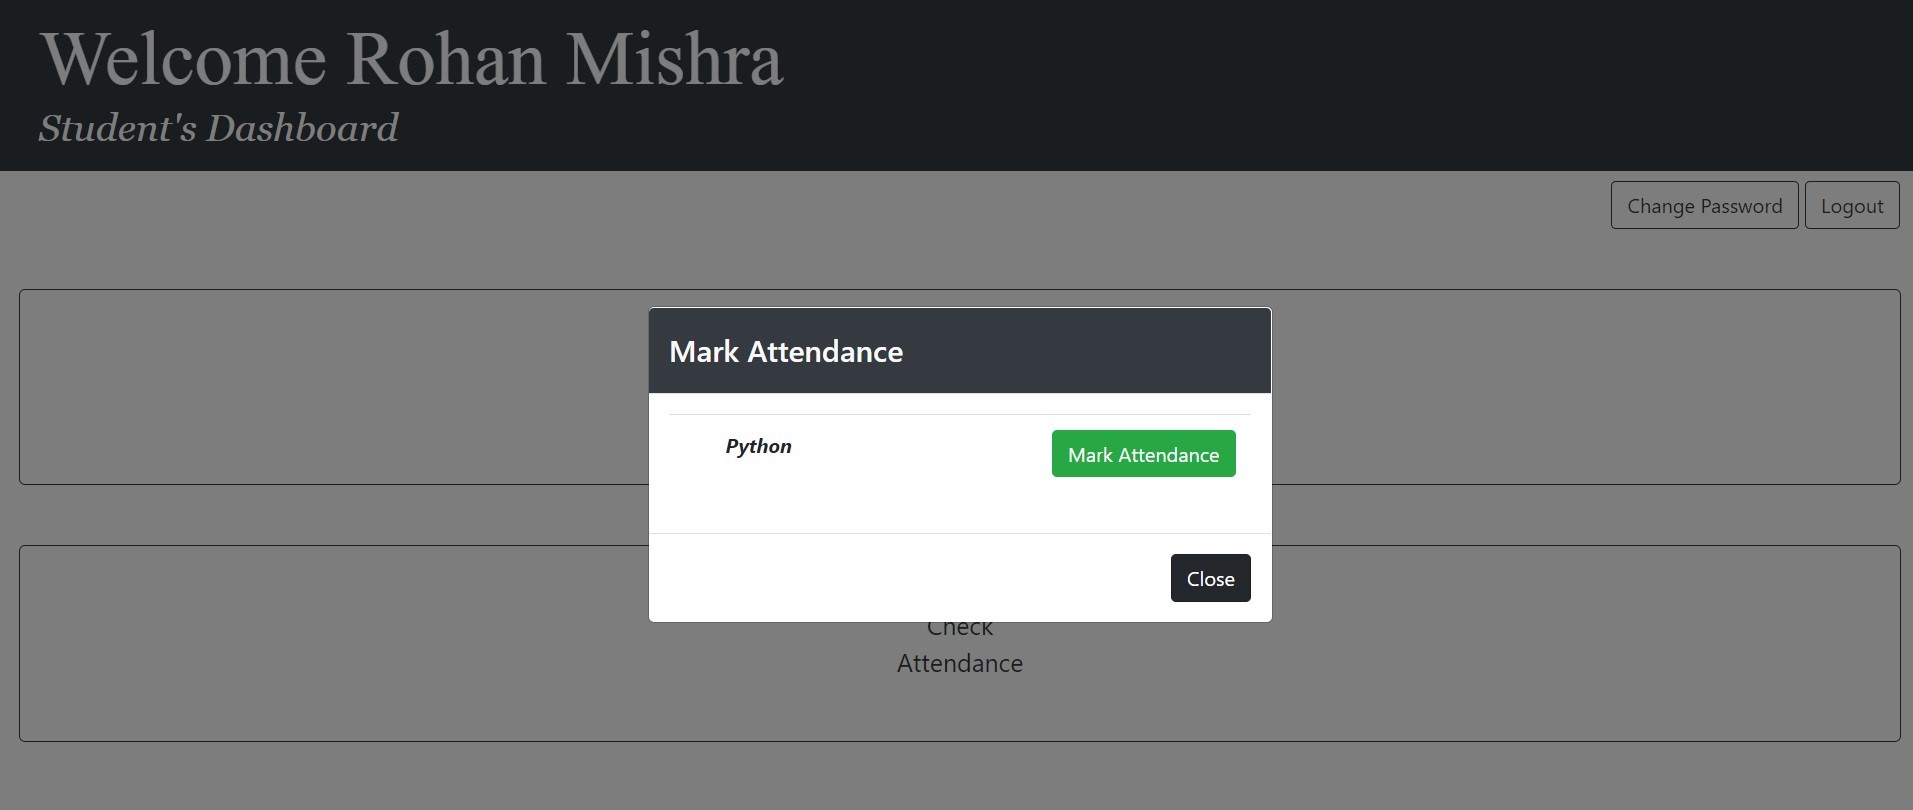 Welcome Rohan Mishra
Student's Dashboard
Change Password
Logout
Mark Attendance
Python
Mark Attendance
Close
Check
Attendance